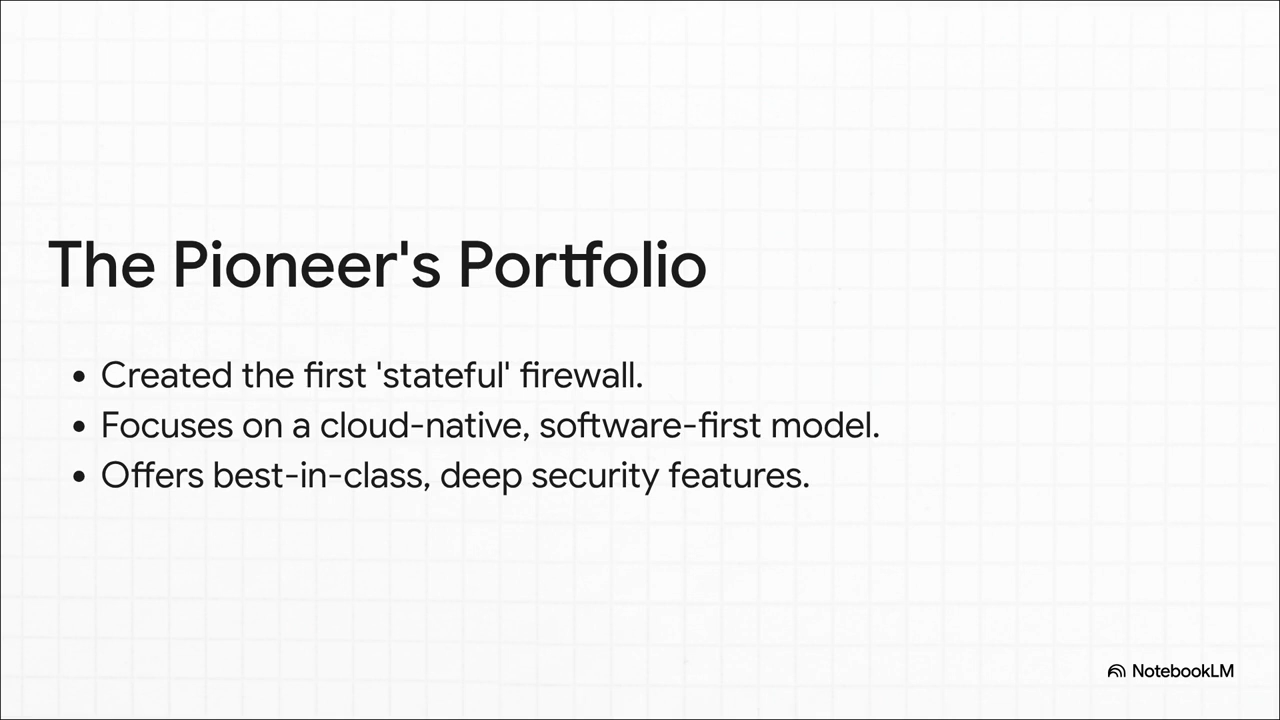 The Pioneer's Portfolio
• Created the first 'stateful' firewall.
• Focuses on a cloud-native, software-first model.
• Offers best-in-class, deep security features.
NotebookLM